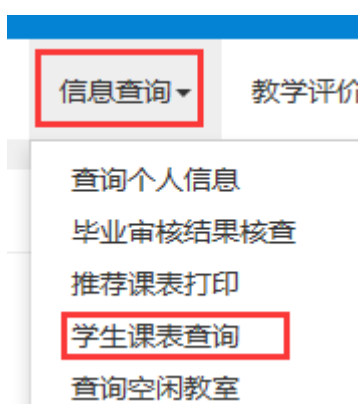 信息查询 教学评价
查询个人信息
毕业审核结果核查
推荐课表打印
学生课表查询
查询空闲教室